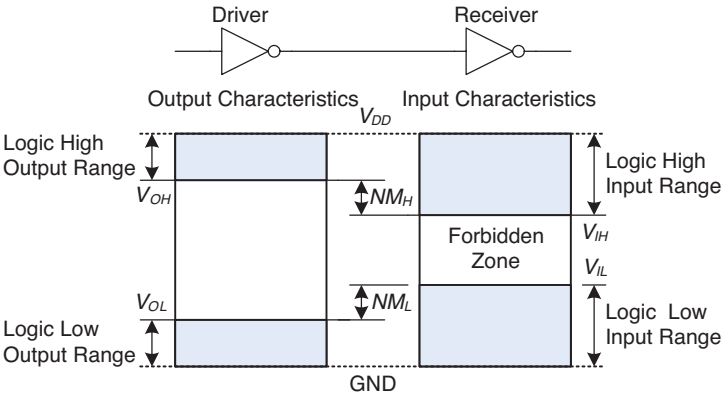 Driver
Receiver
Output Characteristics
Input Characteristics
VDD
Logic High
Output Range
Logic High
Input Range
VOH
NMH
VIH
Forbidden
Zone
VIL
VOL
NML
Logic Low
Output Range
Logic Low
Input Range
GND